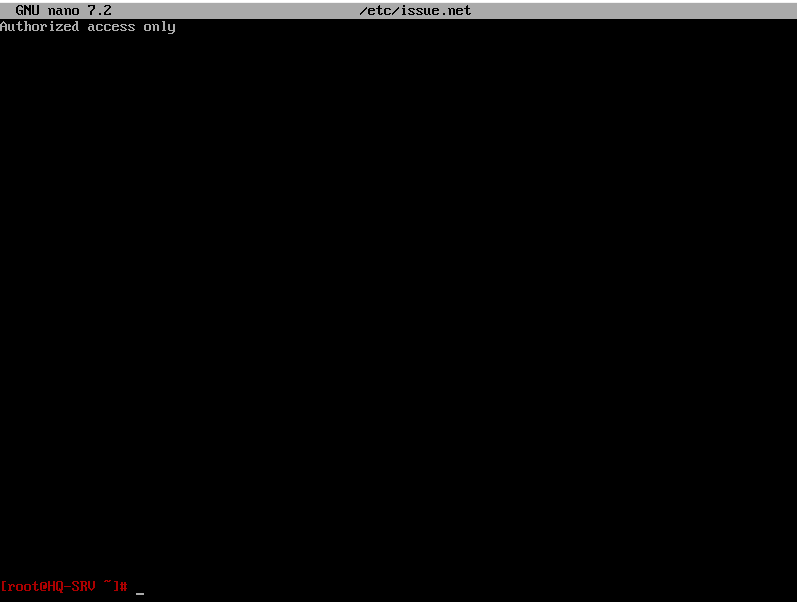 GNU nano 7.2 /etc/issue.net
Authorized access only
[root@HQ-SRV ~]# _